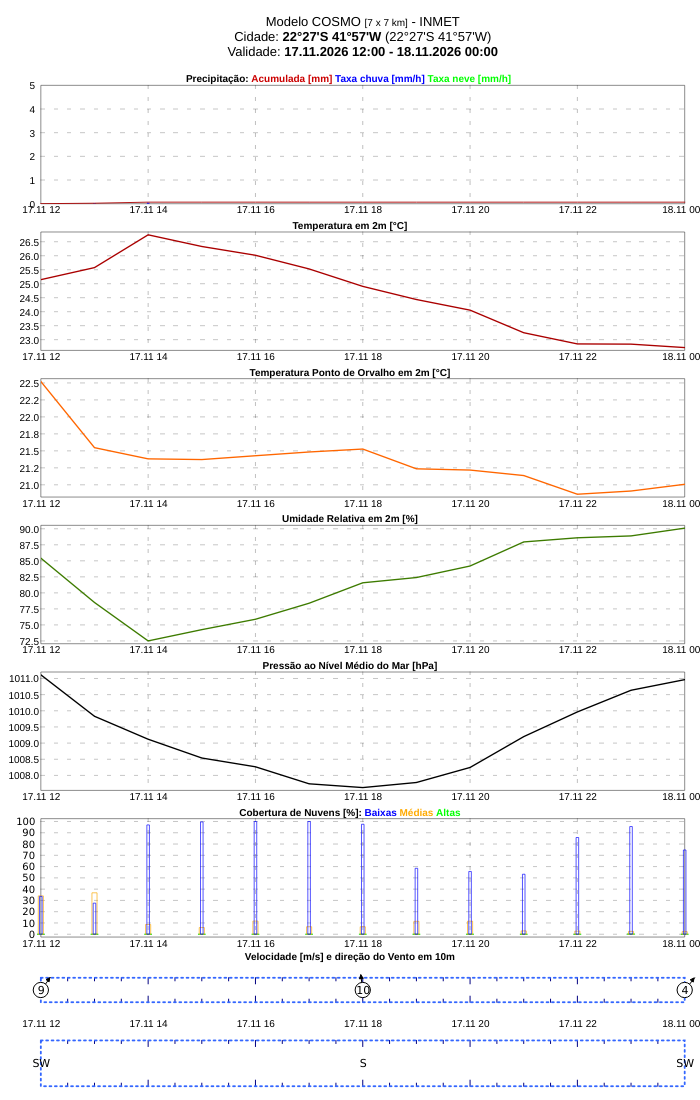 Modelo COSMO [7 x 7 km] - INMET
Cidade: 22°27'S 41°57'W (22°27'S 41°57'W)
Validade: 17.11.2026 12:00 - 18.11.2026 00:00
Precipitação: Acumulada [mm] Taxa chuva [mm/h] Taxa neve [mm/h]
5
4
3
2
1
0
17.11 12 17.11 14 17.11 16 17.11 18 17.11 20 17.11 22 18.11 00
Temperatura em 2m [°C]
26.5
26.0
25.5
25.0
24.5
24.0
23.5
23.0
17.11 12 17.11 14 17.11 16 17.11 18 17.11 20 17.11 22 18.11 00
Temperatura Ponto de Orvalho em 2m [°C]
22.5
22.2
22.0
21.8
21.5
21.2
21.0
17.11 12 17.11 14 17.11 16 17.11 18 17.11 20 17.11 22 18.11 00
Umidade Relativa em 2m [%]
90.0
87.5
85.0
82.5
80.0
77.5
75.0
72.5
17.11 12 17.11 14 17.11 16 17.11 18 17.11 20 17.11 22 18.11 00
Pressão ao Nível Médio do Mar [hPa]
1011.0
1010.5
1010.0
1009.5
1009.0
1008.5
1008.0
17.11 12 17.11 14 17.11 16 17.11 18 17.11 20 17.11 22 18.11 00
Cobertura de Nuvens [%]: Baixas Médias Altas
100
90
80
70
60
50
40
30
20
10
0
17.11 12 17.11 14 17.11 16 17.11 18 17.11 20 17.11 22 18.11 00
Velocidade [m/s] e direção do Vento em 10m
9 10 4
17.11 12 17.11 14 17.11 16 17.11 18 17.11 20 17.11 22 18.11 00
SW S SW